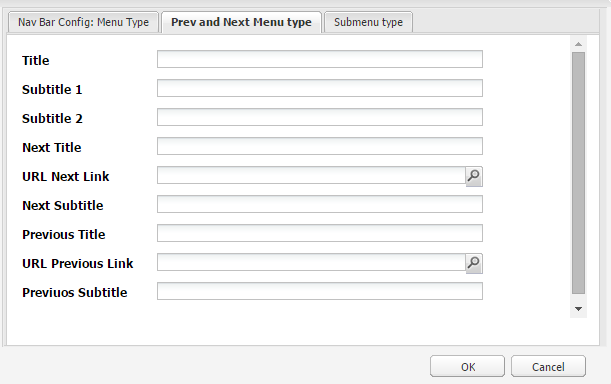 Nav Bar Config: Menu Type Prev and Next Menu type Submenu type
Title
Subtitle 1
Subtitle 2
Next Title
URL Next Link
Next Subtitle
Previous Title
URL Previous Link
Previuos Subtitle
OK Cancel